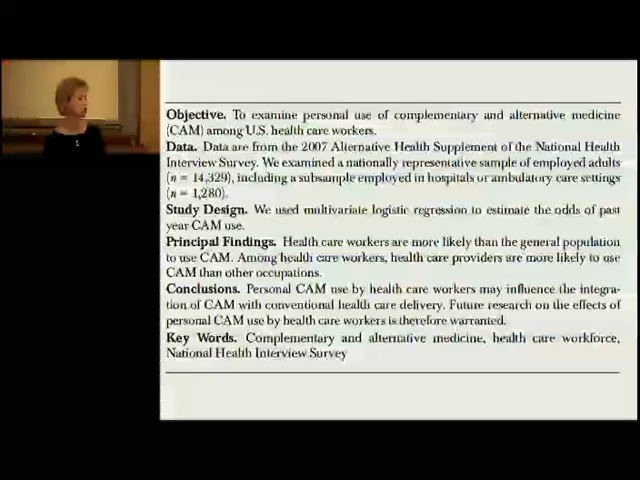 Objective. To examine personal use of complementary and alternative medicine
(CAM) among U.S. health care workers.
Data. Data are from the 2007 Alternative Health Supplement of the National Health
Interview Survey. We examined a nationally representative sample of employed adults
(n = 14,329), including a subsample employed in hospitals or ambulatory care settings
(n = 1,280).
Study Design. We used multivariate logistic regression to estimate the odds of past
year CAM use.
Principal Findings. Health care workers are more likely than the general population
to use CAM. Among health care workers, health care providers are more likely to use
CAM than other occupations.
Conclusions. Personal CAM use by health care workers may influence the integra-
tion of CAM with conventional health care delivery. Future research on the effects of
personal CAM use by health care workers is therefore warranted.
Key Words. Complementary and alternative medicine, health care workforce,
National Health Interview Survey